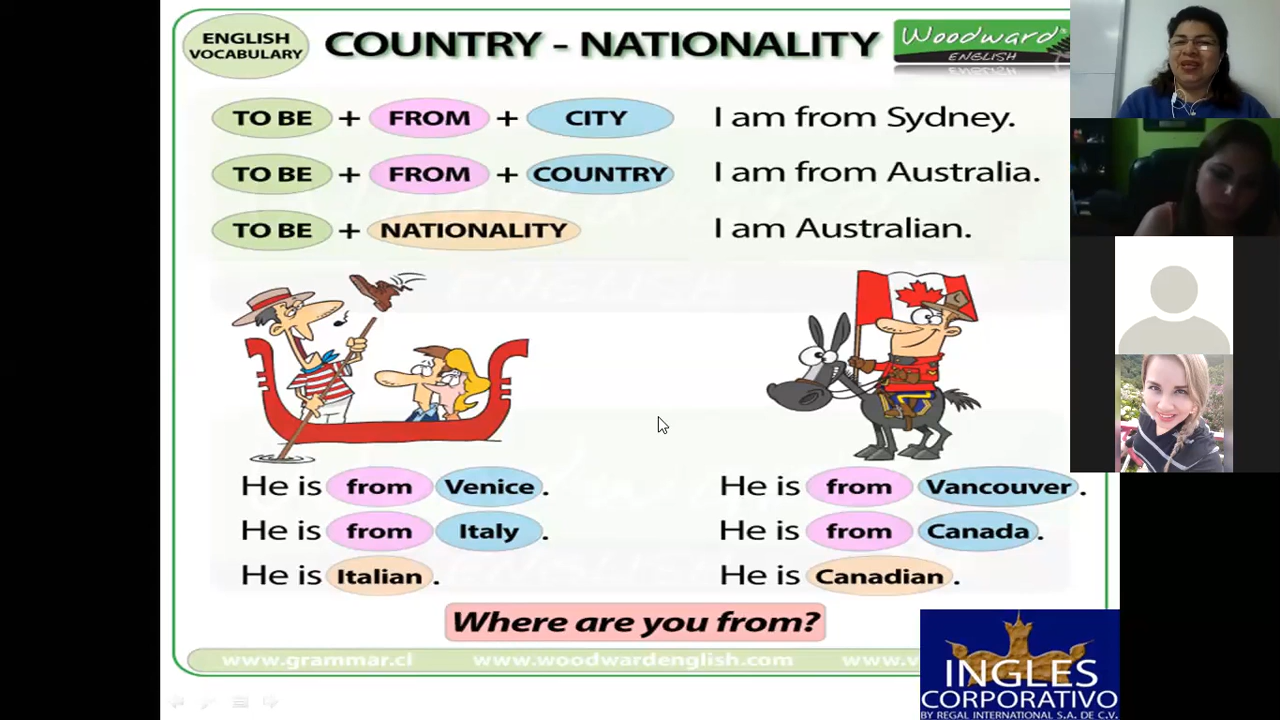 ENGLISH
VOCABULARY
COUNTRY - NATIONALITY
Woodward
ENGLISH
TO BE + FROM + CITY I am from Sydney.
TO BE + FROM + COUNTRY I am from Australia.
TO BE + NATIONALITY I am Australian.
He is from Venice. He is from Vancouver.
He is from Italy. He is from Canada.
He is Italian. He is Canadian.
Where are you from?
www.grammar.cl www.woodwardenglish.com
INGLES
CORPORATIVO
BY REGAL INTERNATIONAL S.A. DE C.V.